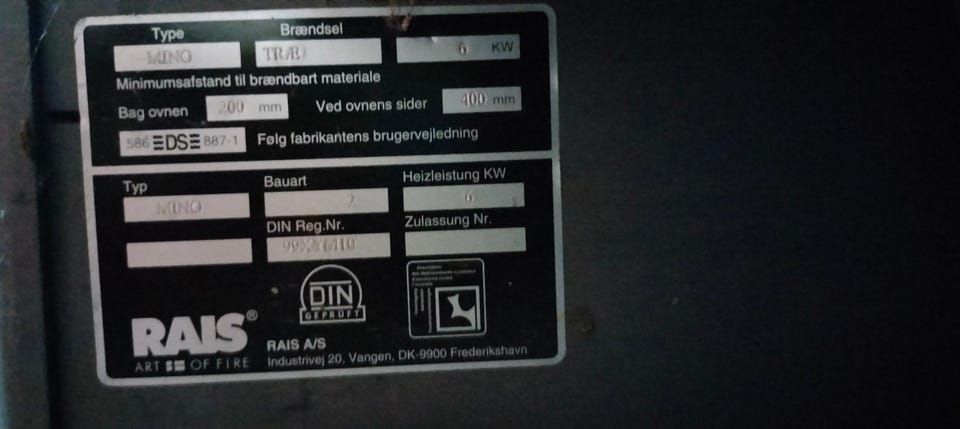 Type Brændsel
MINO TRÆ 6 KW
Minimumsafstand til brændbart materiale
Bag ovnen 200 mm Ved ovnens sider 400 mm
586 DS 887-1 Følg fabrikantens brugervejledning
Typ Bauart Heizleistung KW
MINO 2 6
DIN Reg.Nr. Zulassung Nr.
DIN
GEPRÜFT
RAIS®
ART OF FIRE
RAIS A/S
Industrivej 20, Vangen, DK-9900 Frederikshavn